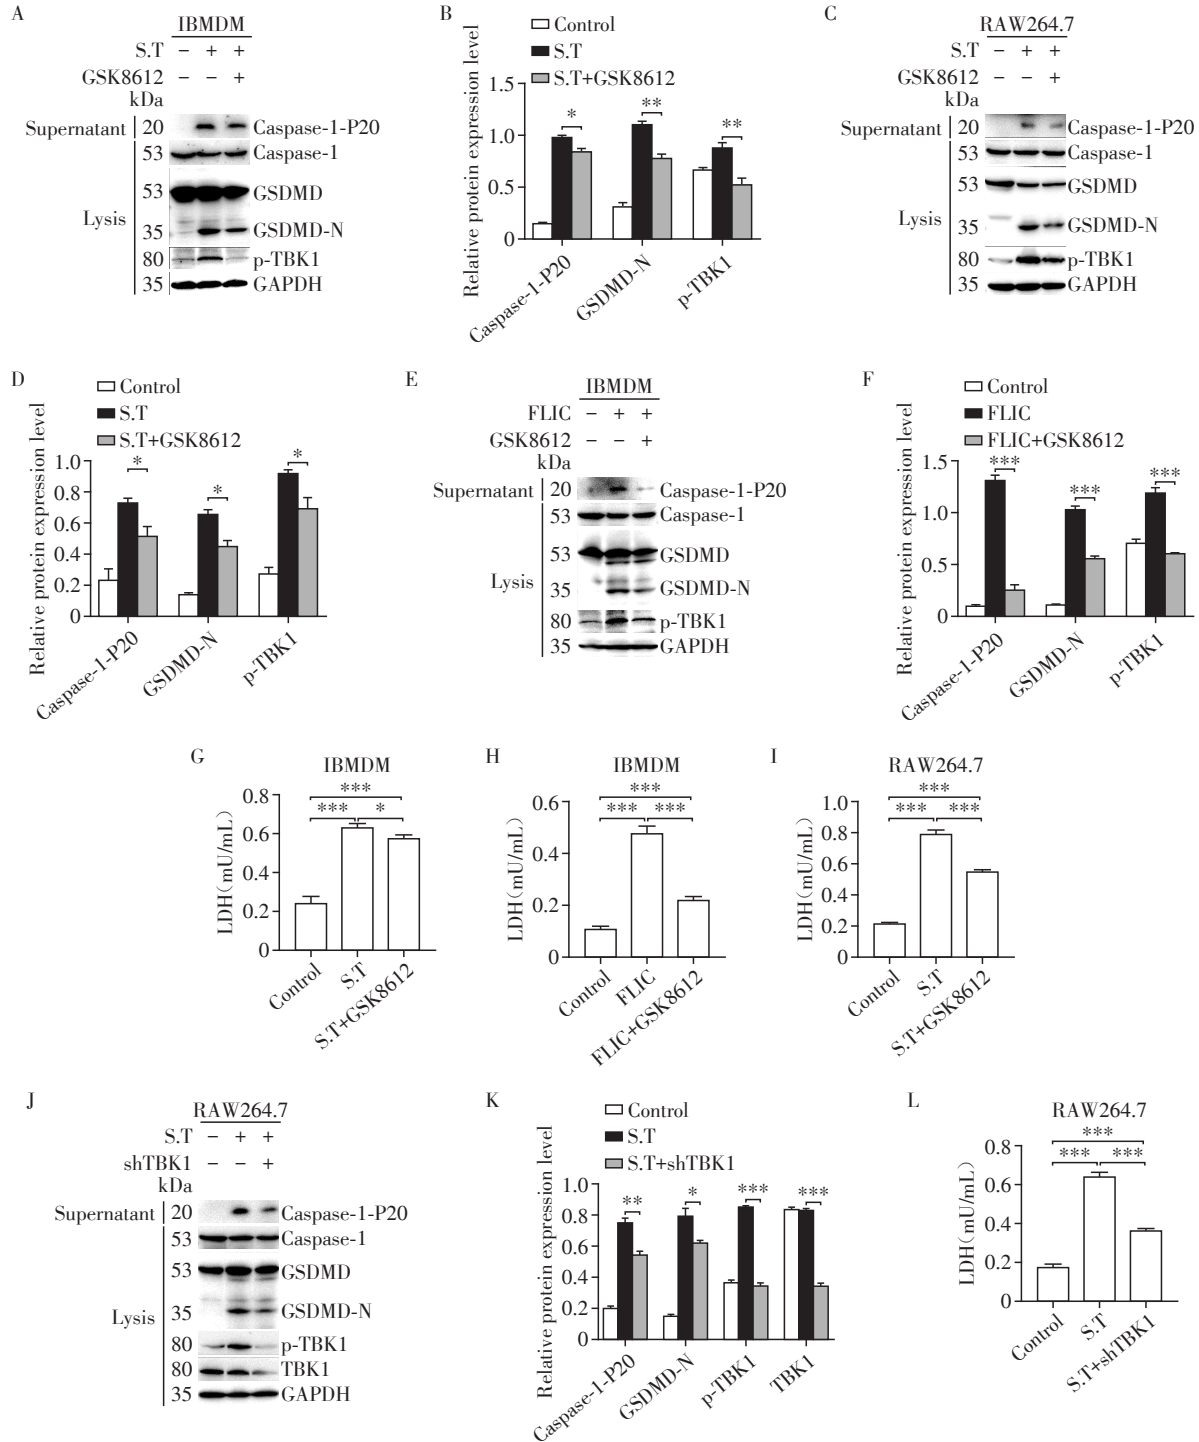 A
IBMDM
S.T − + +
GSK8612 − − +
kDa
Supernatant 20 Caspase-1-P20
53 Caspase-1
53 GSDMD
Lysis
35 GSDMD-N
80 p-TBK1
35 GAPDH
B
Control
S.T
S.T+GSK8612
Relative protein expression level
1.5
1.0
0.5
0
* ** **
Caspase-1-P20
GSDMD-N
p-TBK1
C
RAW264.7
S.T − + +
GSK8612 − − +
kDa
Supernatant 20 Caspase-1-P20
53 Caspase-1
53 GSDMD
Lysis
35 GSDMD-N
80 p-TBK1
35 GAPDH
D
Control
S.T
S.T+GSK8612
Relative protein expression level
1.0
0.8
0.6
0.4
0.2
0
* * *
Caspase-1-P20
GSDMD-N
p-TBK1
E
IBMDM
FLIC − + +
GSK8612 − − +
kDa
Supernatant 20 Caspase-1-P20
53 Caspase-1
53 GSDMD
Lysis
35 GSDMD-N
80 p-TBK1
35 GAPDH
F
Control
FLIC
FLIC+GSK8612
Relative protein expression level
1.5
1.0
0.5
0
*** *** ***
Caspase-1-P20
GSDMD-N
p-TBK1
G
IBMDM
LDH(mU/mL)
0.8
0.6
0.4
0.2
0
***
*** *
Control
S.T
S.T+GSK8612
H
IBMDM
LDH(mU/mL)
0.6
0.4
0.2
0
***
*** ***
Control
FLIC
FLIC+GSK8612
I
RAW264.7
LDH(mU/mL)
1.0
0.8
0.6
0.4
0.2
0
***
*** ***
Control
S.T
S.T+GSK8612
J
RAW264.7
S.T − + +
shTBK1 − − +
kDa
Supernatant 20 Caspase-1-P20
53 Caspase-1
53 GSDMD
Lysis
35 GSDMD-N
80 p-TBK1
80 TBK1
35 GAPDH
K
Control
S.T
S.T+shTBK1
Relative protein expression level
1.0
0.8
0.6
0.4
0.2
0
** * *** ***
Caspase-1-P20
GSDMD-N
p-TBK1
TBK1
L
RAW264.7
LDH(mU/mL)
0.8
0.6
0.4
0.2
0
***
*** ***
Control
S.T
S.T+shTBK1